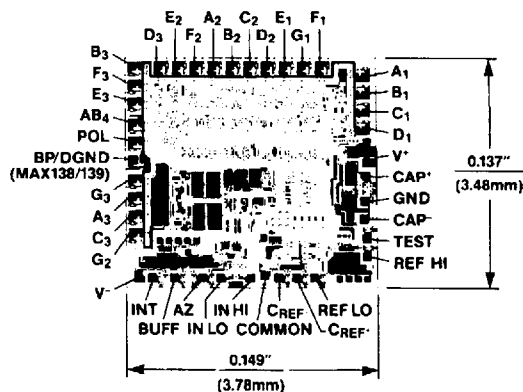 E₂ A₂ C₂ E₁ F₁
D₃ F₂ B₂ D₂ G₁
B₃
F₃
E₃
AB₄
POL
BP/DGND
(MAX138/139)
G₃
A₃
C₃
G₂
V⁻
A₁
B₁
C₁
D₁
V⁺
CAP⁺
GND
CAP⁻
TEST
REF HI
0.137"
(3.48mm)
INT AZ IN HI C_REF⁻ REF LO
BUFF IN LO COMMON C_REF⁺
0.149"
(3.78mm)